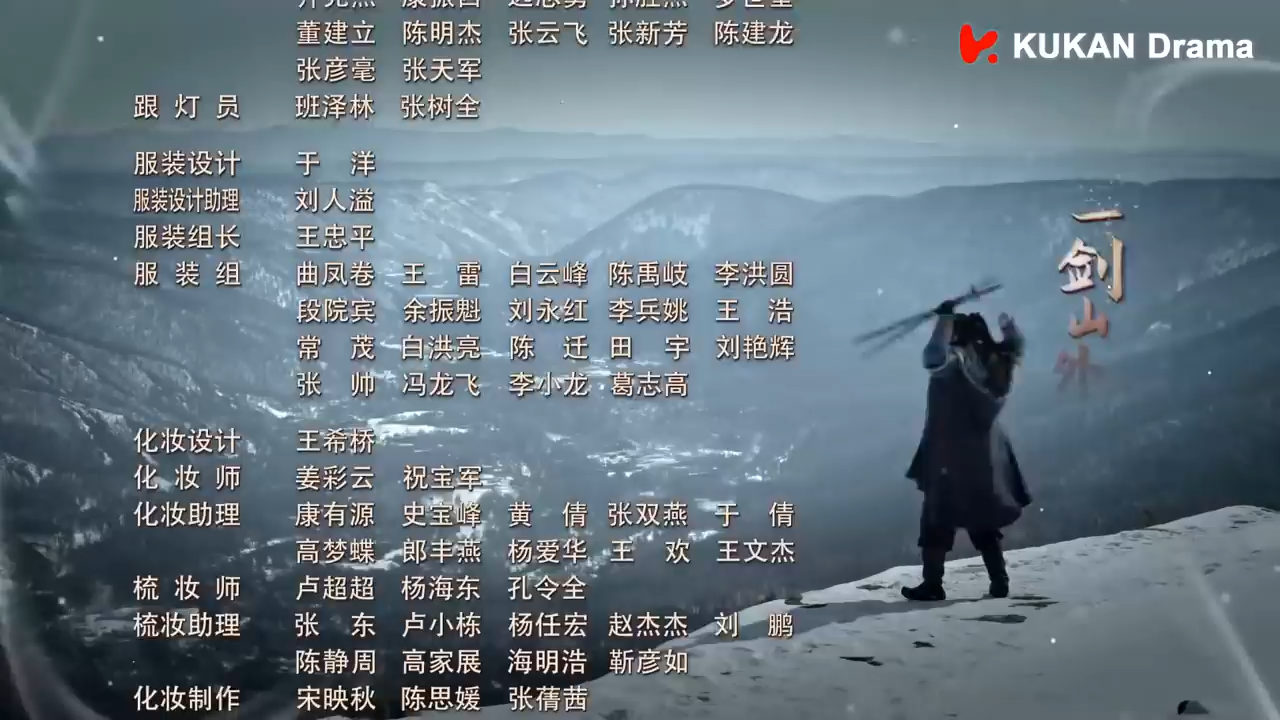 董建立 陈明杰 张云飞 张新芳 陈建龙
张彦毫 张天军
跟灯员 班泽林 张树全
服装设计 于洋
服装设计助理 刘人溢
服装组长 王忠平
服装组 曲凤卷 王雷 白云峰 陈禹岐 李洪圆
段院宾 余振魁 刘永红 李兵姚 王浩
常茂 白洪亮 陈迁 田宇 刘艳辉
张帅 冯龙飞 李小龙 葛志高
化妆设计 王希桥
化妆师 姜彩云 祝宝军
化妆助理 康有源 史宝峰 黄倩 张双燕 于倩
高梦蝶 郎丰燕 杨爱华 王欢 王文杰
梳妆师 卢超超 杨海东 孔令全
梳妆助理 张东 卢小栋 杨任宏 赵杰杰 刘鹏
陈静周 高家展 海明浩 靳彦如
化妆制作 宋映秋 陈思媛 张蒨茜
KUKAN Drama
一剑山外